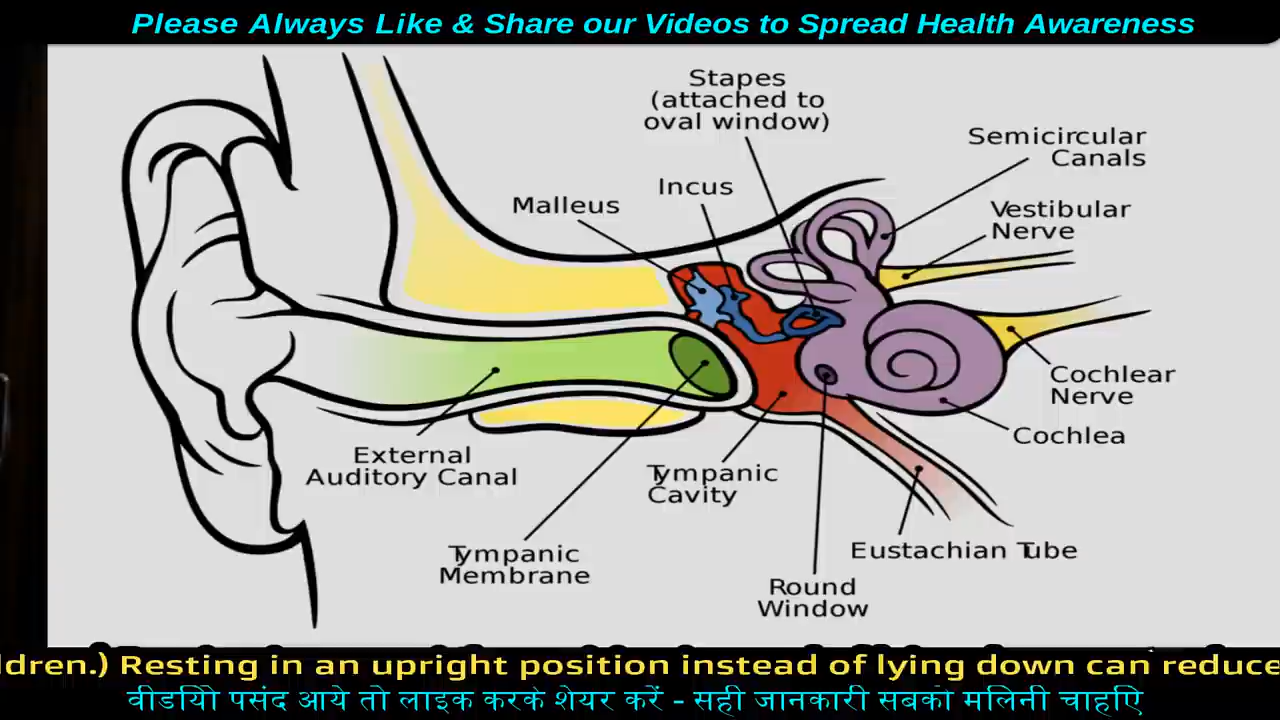 Please Always Like & Share our Videos to Spread Health Awareness
Stapes
(attached to
oval window)
Semicircular
Canals
Incus
Malleus
Vestibular
Nerve
Cochlear
Nerve
Cochlea
External
Auditory Canal
Tympanic
Cavity
Tympanic
Membrane
Eustachian Tube
Round
Window
ldren.) Resting in an upright position instead of lying down can reduce
वीडियो पसंद आये तो लाइक करके शेयर करें - सही जानकारी सबको मिलनी चाहिए